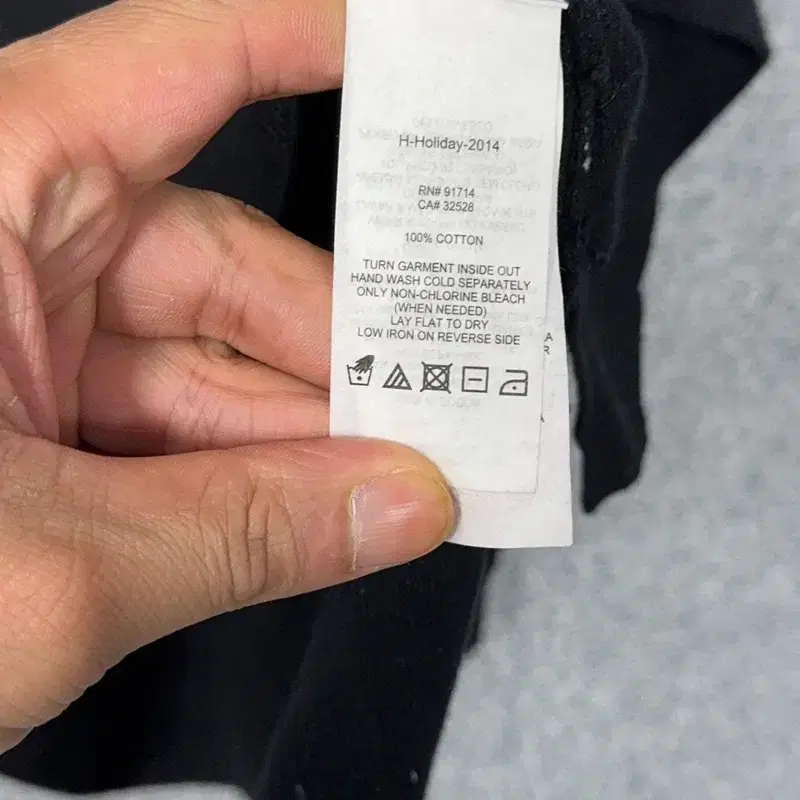 H-Holiday-2014
RN# 91714
CA# 32528
100% COTTON
TURN GARMENT INSIDE OUT
HAND WASH COLD SEPARATELY
ONLY NON-CHLORINE BLEACH
(WHEN NEEDED)
LAY FLAT TO DRY
LOW IRON ON REVERSE SIDE
A
R
A